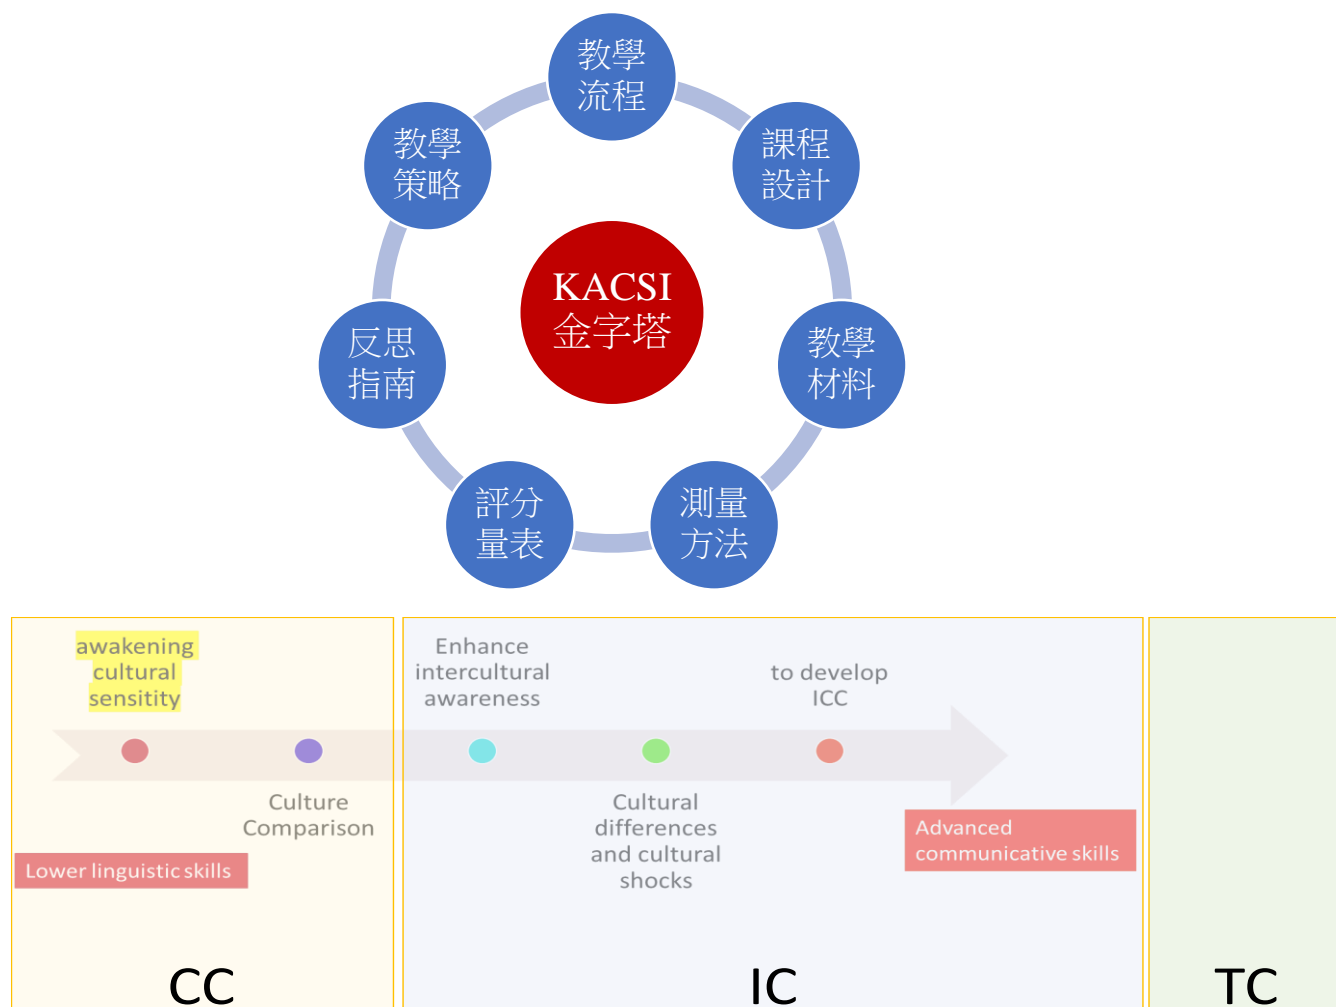 教學
流程
教學
策略
課程
設計
KACSI
金字塔
反思
指南
教學
材料
評分
量表
測量
方法
awakening
cultural
sensitity
Enhance
intercultural
awareness
to develop
ICC
Culture
Comparison
Cultural
differences
and cultural
shocks
Lower linguistic skills
Advanced
communicative skills
CC
IC
TC